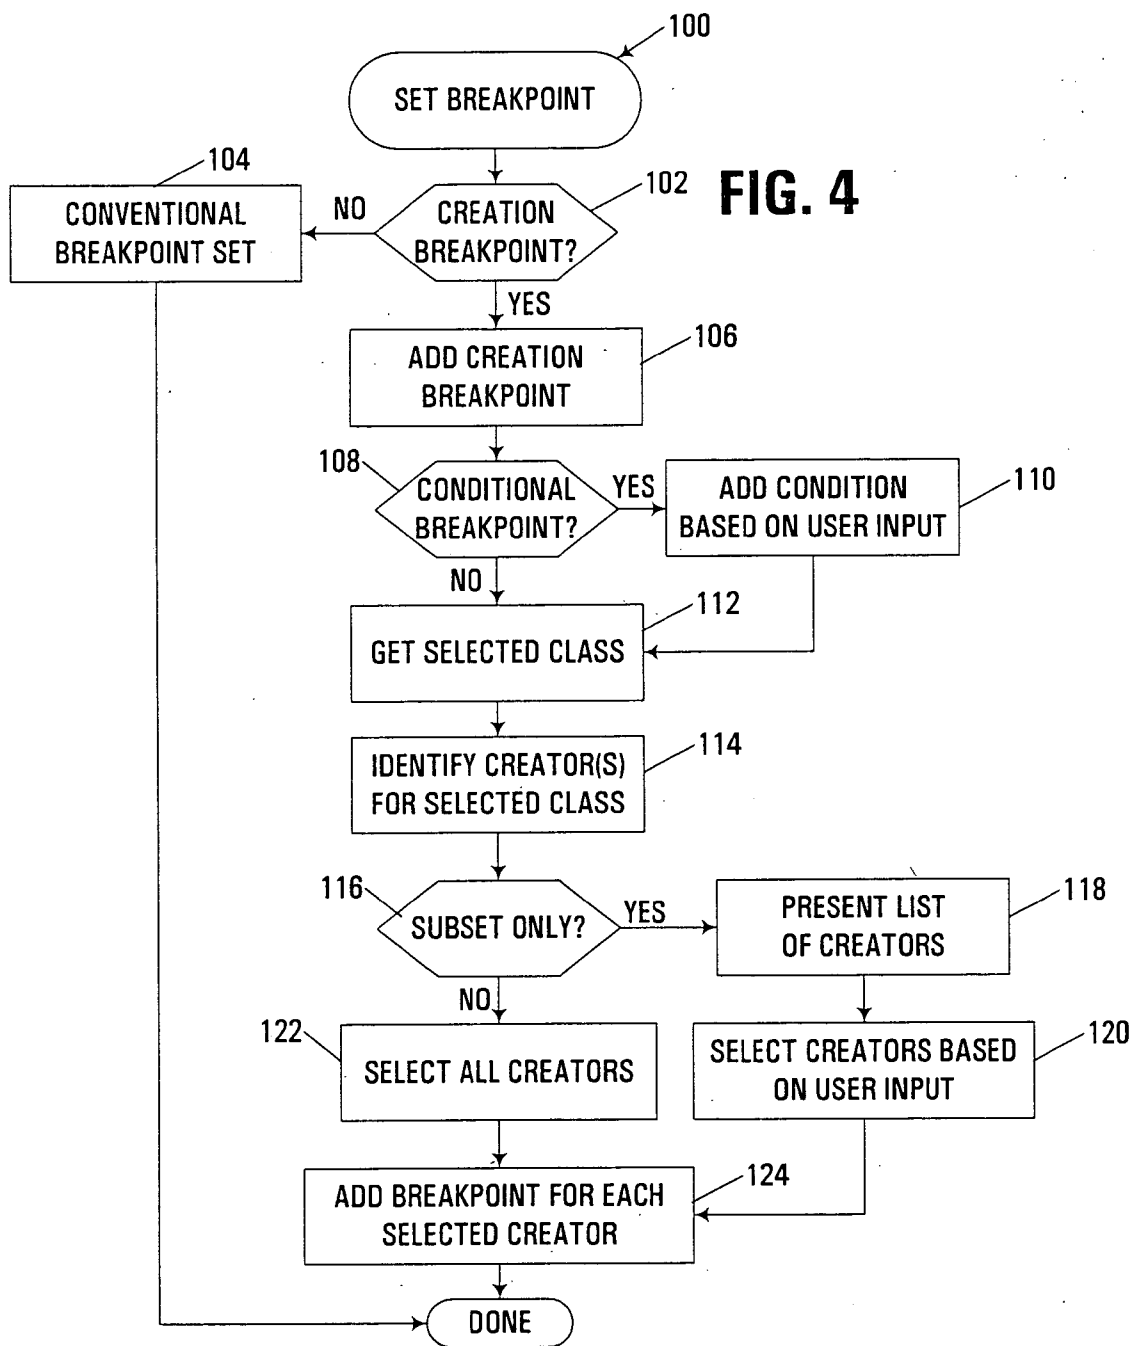 100
SET BREAKPOINT
104
102
FIG. 4
CONVENTIONAL
BREAKPOINT SET
NO
CREATION
BREAKPOINT?
YES
106
ADD CREATION
BREAKPOINT
108
CONDITIONAL
BREAKPOINT?
YES
ADD CONDITION
BASED ON USER INPUT
110
NO
112
GET SELECTED CLASS
114
IDENTIFY CREATOR(S)
FOR SELECTED CLASS
116
SUBSET ONLY?
YES
PRESENT LIST
OF CREATORS
118
NO
122
SELECT ALL CREATORS
SELECT CREATORS BASED
ON USER INPUT
120
ADD BREAKPOINT FOR EACH
SELECTED CREATOR
124
DONE